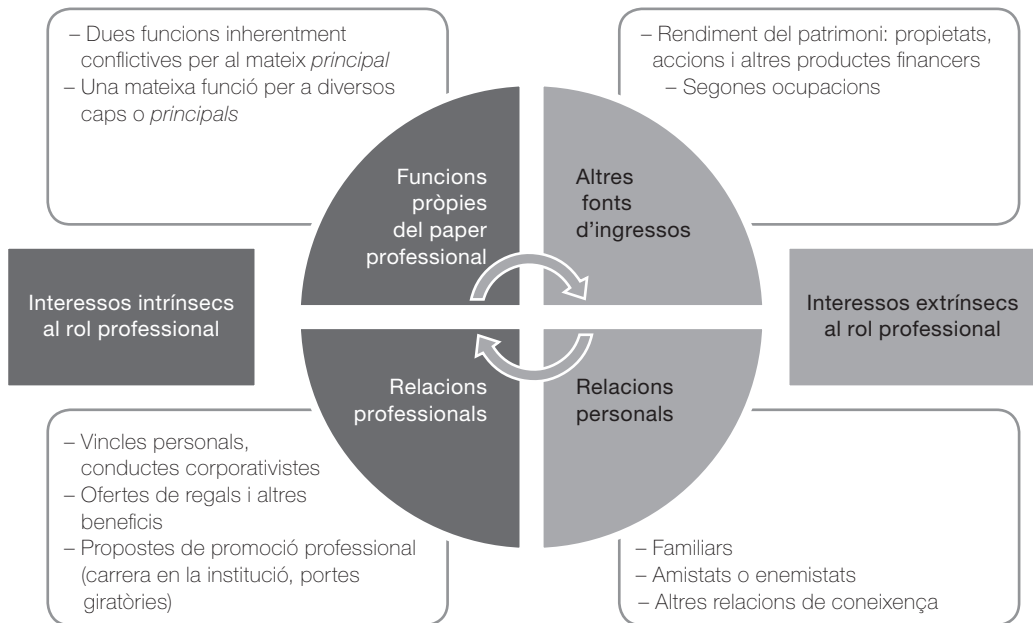 – Dues funcions inherentment
conflictives per al mateix principal
– Una mateixa funció per a diversos
caps o principals
– Rendiment del patrimoni: propietats,
accions i altres productes financers
– Segones ocupacions
Funcions
pròpies
del paper
professional
Altres
fonts
d’ingressos
Interessos intrínsecs
al rol professional
Interessos extrínsecs
al rol professional
Relacions
professionals
Relacions
personals
– Vincles personals,
conductes corporativistes
– Ofertes de regals i altres
beneficis
– Propostes de promoció professional
(carrera en la institució, portes
giratòries)
– Familiars
– Amistats o enemistats
– Altres relacions de coneixença